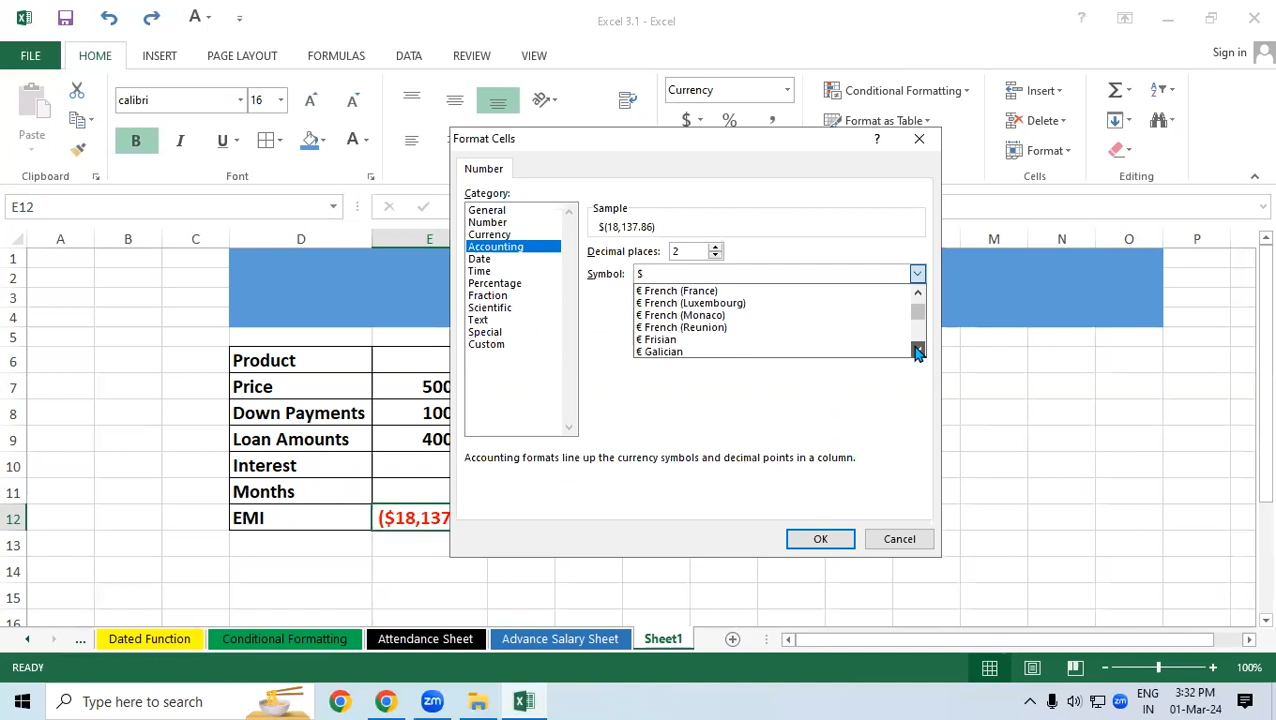 Excel 3.1 - Excel
A
?
FILE
HOME
INSERT
PAGE LAYOUT
FORMULAS
DATA
REVIEW
VIEW
Sign in
Paste
calibri
16
A
A
B
I
U
A
Currency
$
%
,
Conditional Formatting
Format as Table
Insert
Delete
Format
Clipboard
Font
Cells
Editing
E12
Format Cells
?
Number
Category:
General
Number
Currency
Accounting
Date
Time
Percentage
Fraction
Scientific
Text
Special
Custom
Sample
$(18,137.86)
Decimal places:
2
Symbol:
$
€ French (France)
€ French (Luxembourg)
€ French (Monaco)
€ French (Reunion)
€ Frisian
€ Galician
Accounting formats line up the currency symbols and decimal points in a column.
OK
Cancel
A
B
C
D
E
M
N
O
P
1
2
3
4
5
6
Product
7
Price
500
8
Down Payments
100
9
Loan Amounts
400
10
Interest
11
Months
12
EMI
($18,137
13
14
15
16
...
Dated Function
Conditional Formatting
Attendance Sheet
Advance Salary Sheet
Sheet1
READY
100%
Type here to search
zm
zm
ENG
IN
3:32 PM
01-Mar-24